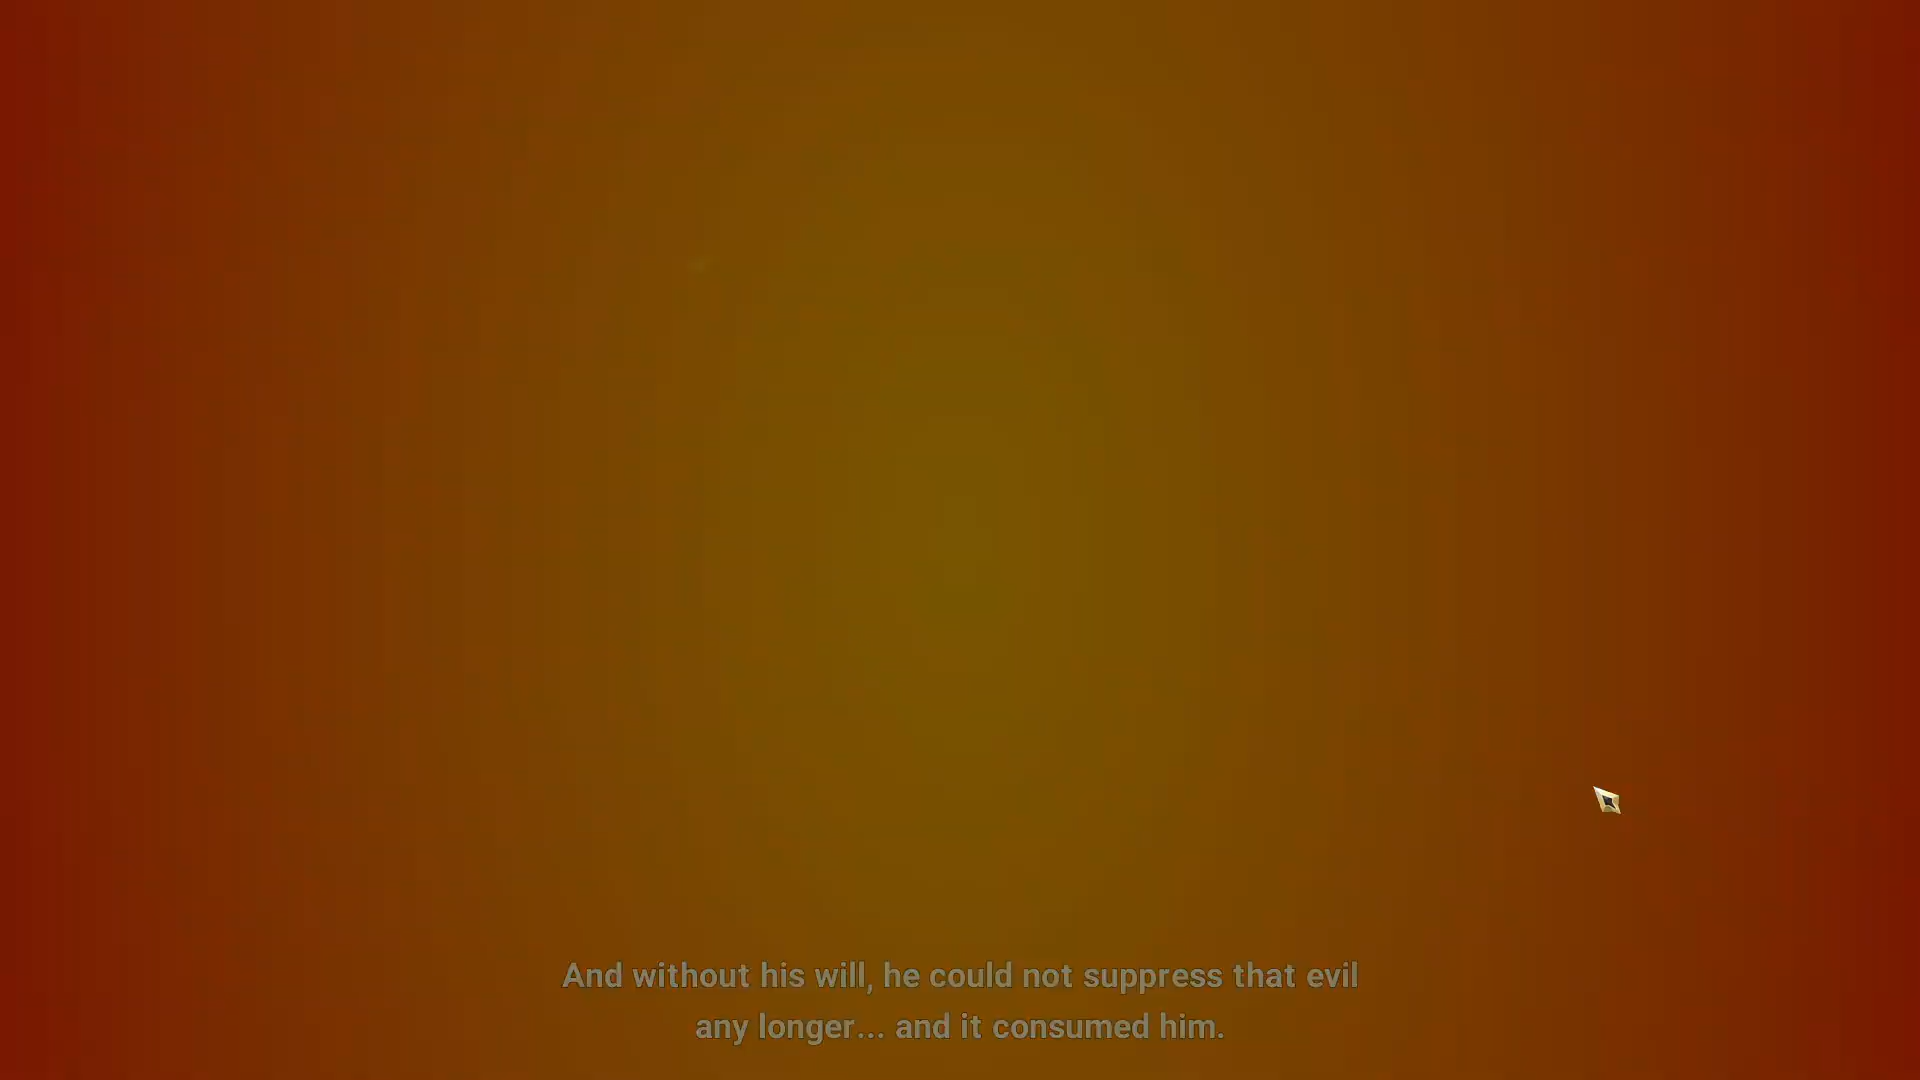 And without his will, he could not suppress that evil
any longer... and it consumed him.